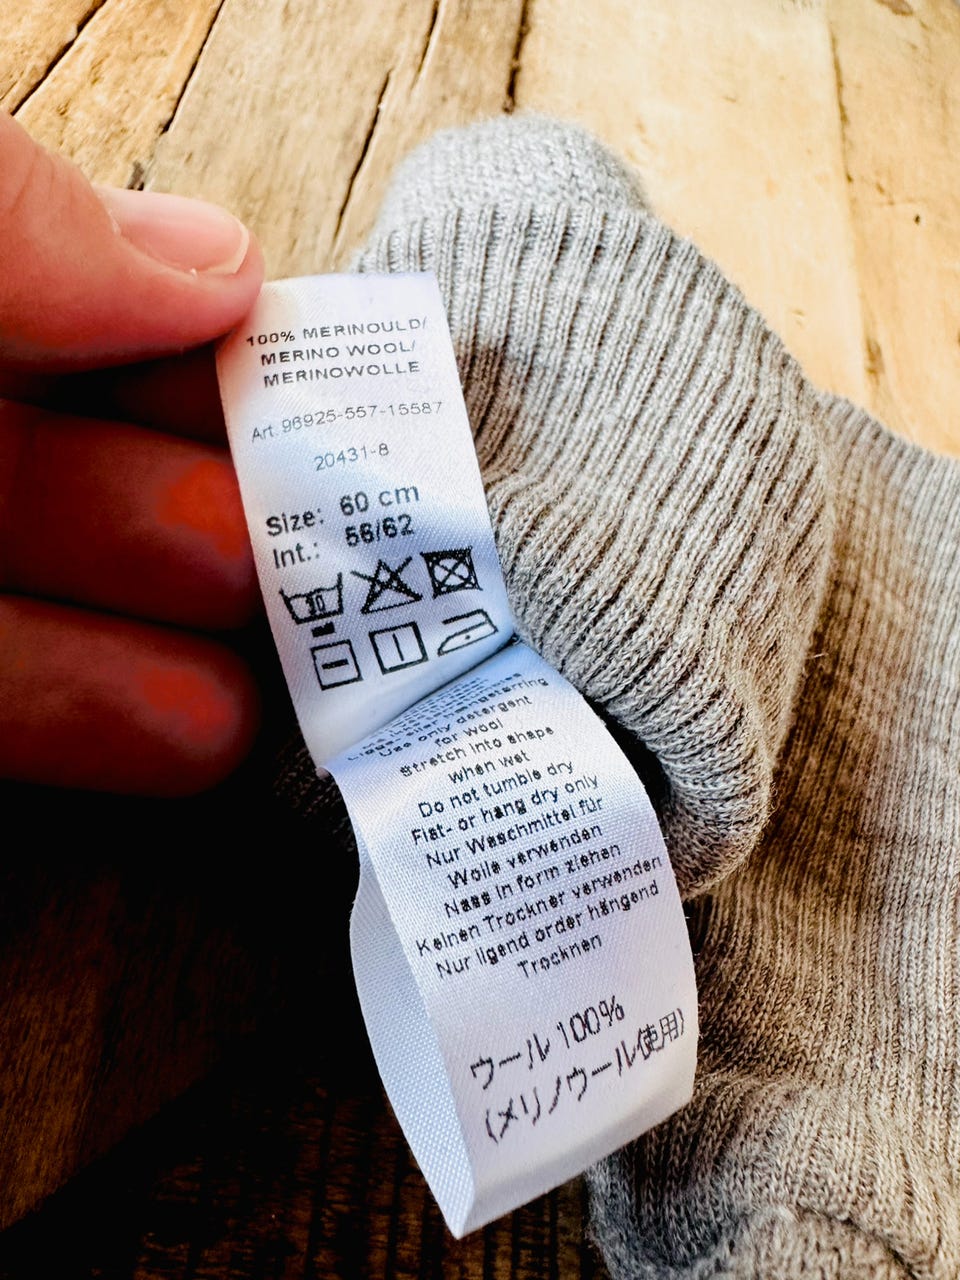 100% MERINOULD/
MERINO WOOL/
MERINOWOLLE
Art. 96925-557-15587
20431-8
Size: 60 cm
Int.: 56/62
Use only detergent
for wool
Stretch into shape
when wet
Do not tumble dry
Flat- or hang dry only
Nur Waschmittel für
Wolle verwenden
Nass in form ziehen
Keinen Trockner verwenden
Nur ligend order hängend
Trocknen
ウール 100%
(メリノウール使用)